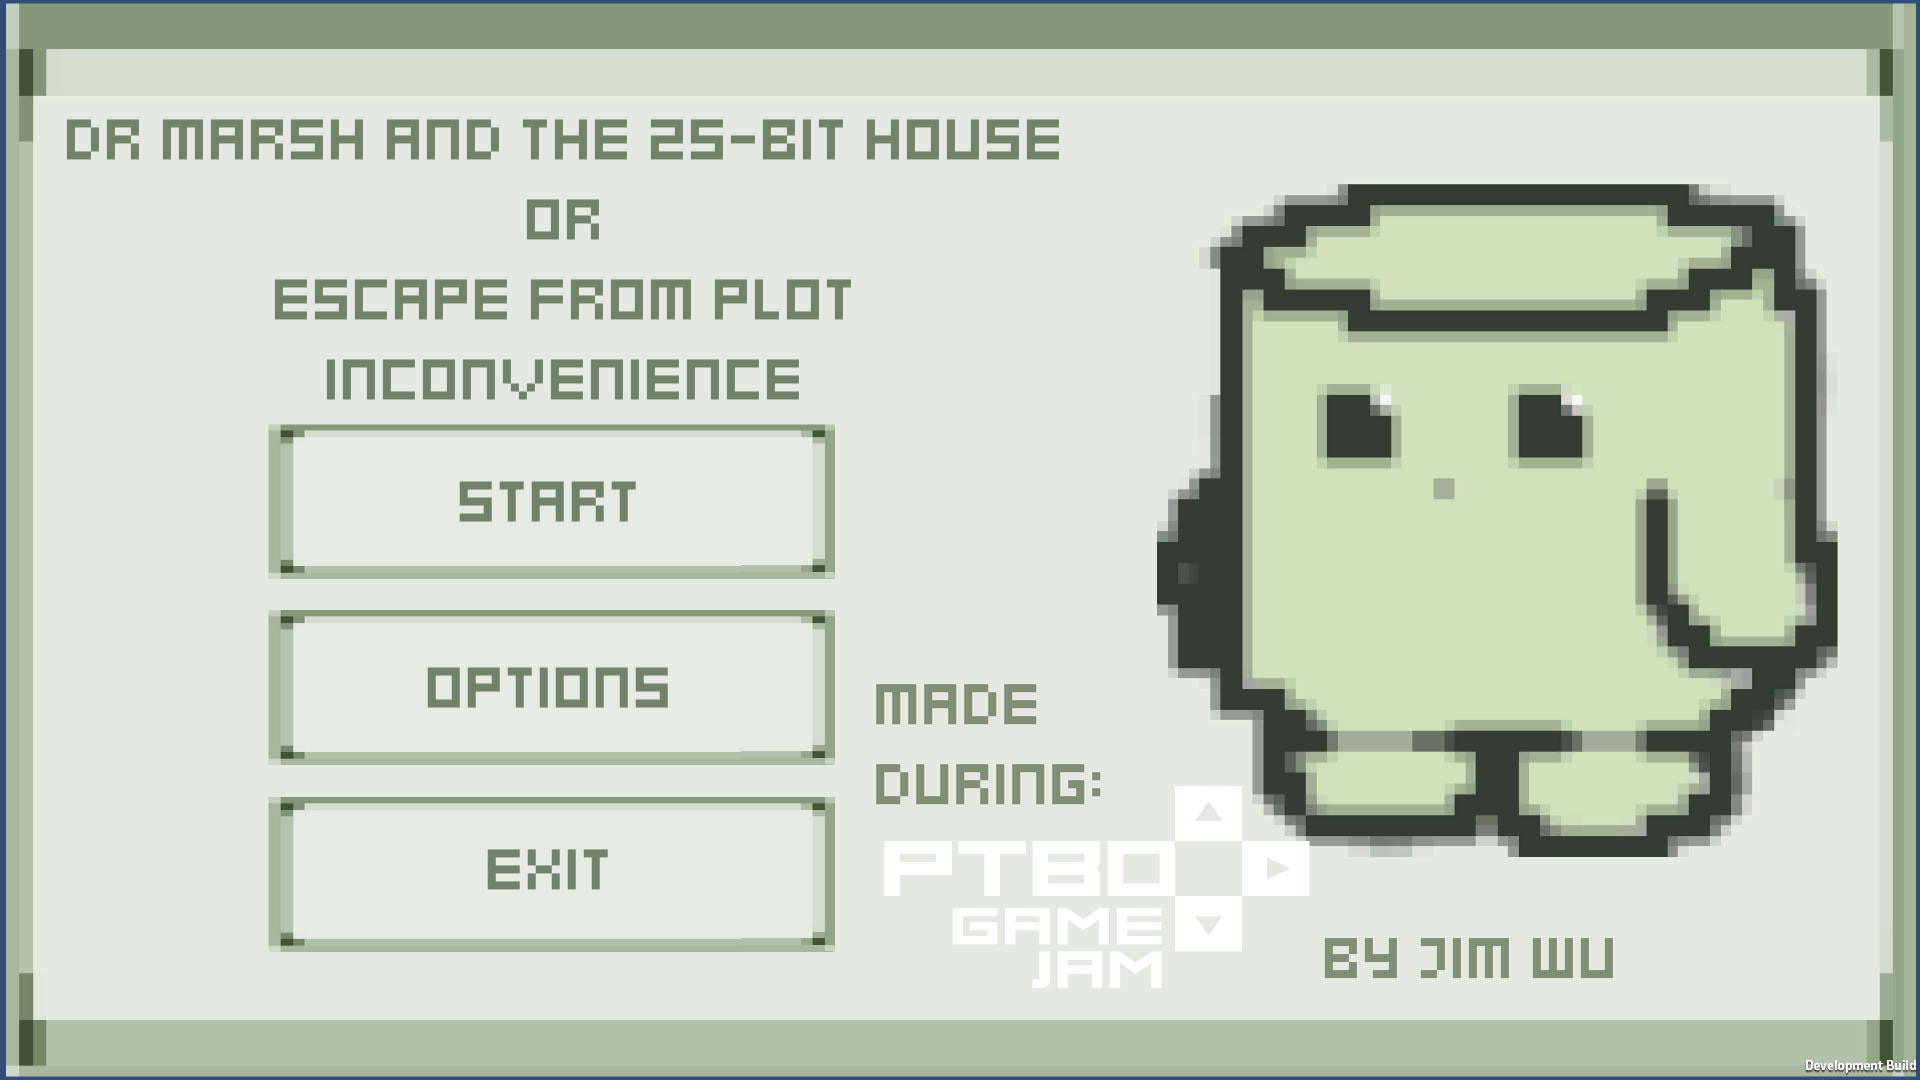 DR MARSH AND THE 25-BIT HOUSE
OR
ESCAPE FROM PLOT
INCONVENIENCE
START
OPTIONS
EXIT
MADE
DURING:
PTBO
GAME
JAM
BY JIM WU
Development Build